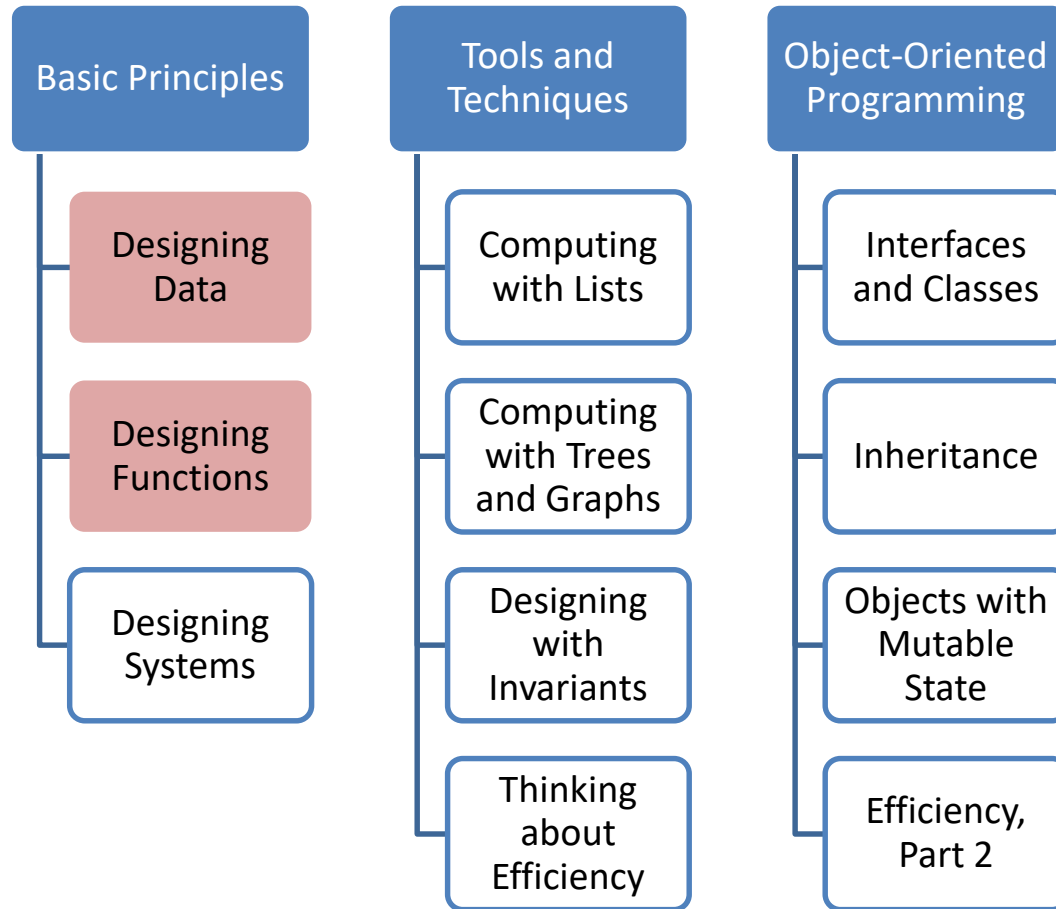 Basic Principles
Designing
Data
Designing
Functions
Designing
Systems
Tools and
Techniques
Computing
with Lists
Computing
with Trees
and Graphs
Designing
with
Invariants
Thinking
about
Efficiency
Object-Oriented
Programming
Interfaces
and Classes
Inheritance
Objects with
Mutable
State
Efficiency,
Part 2